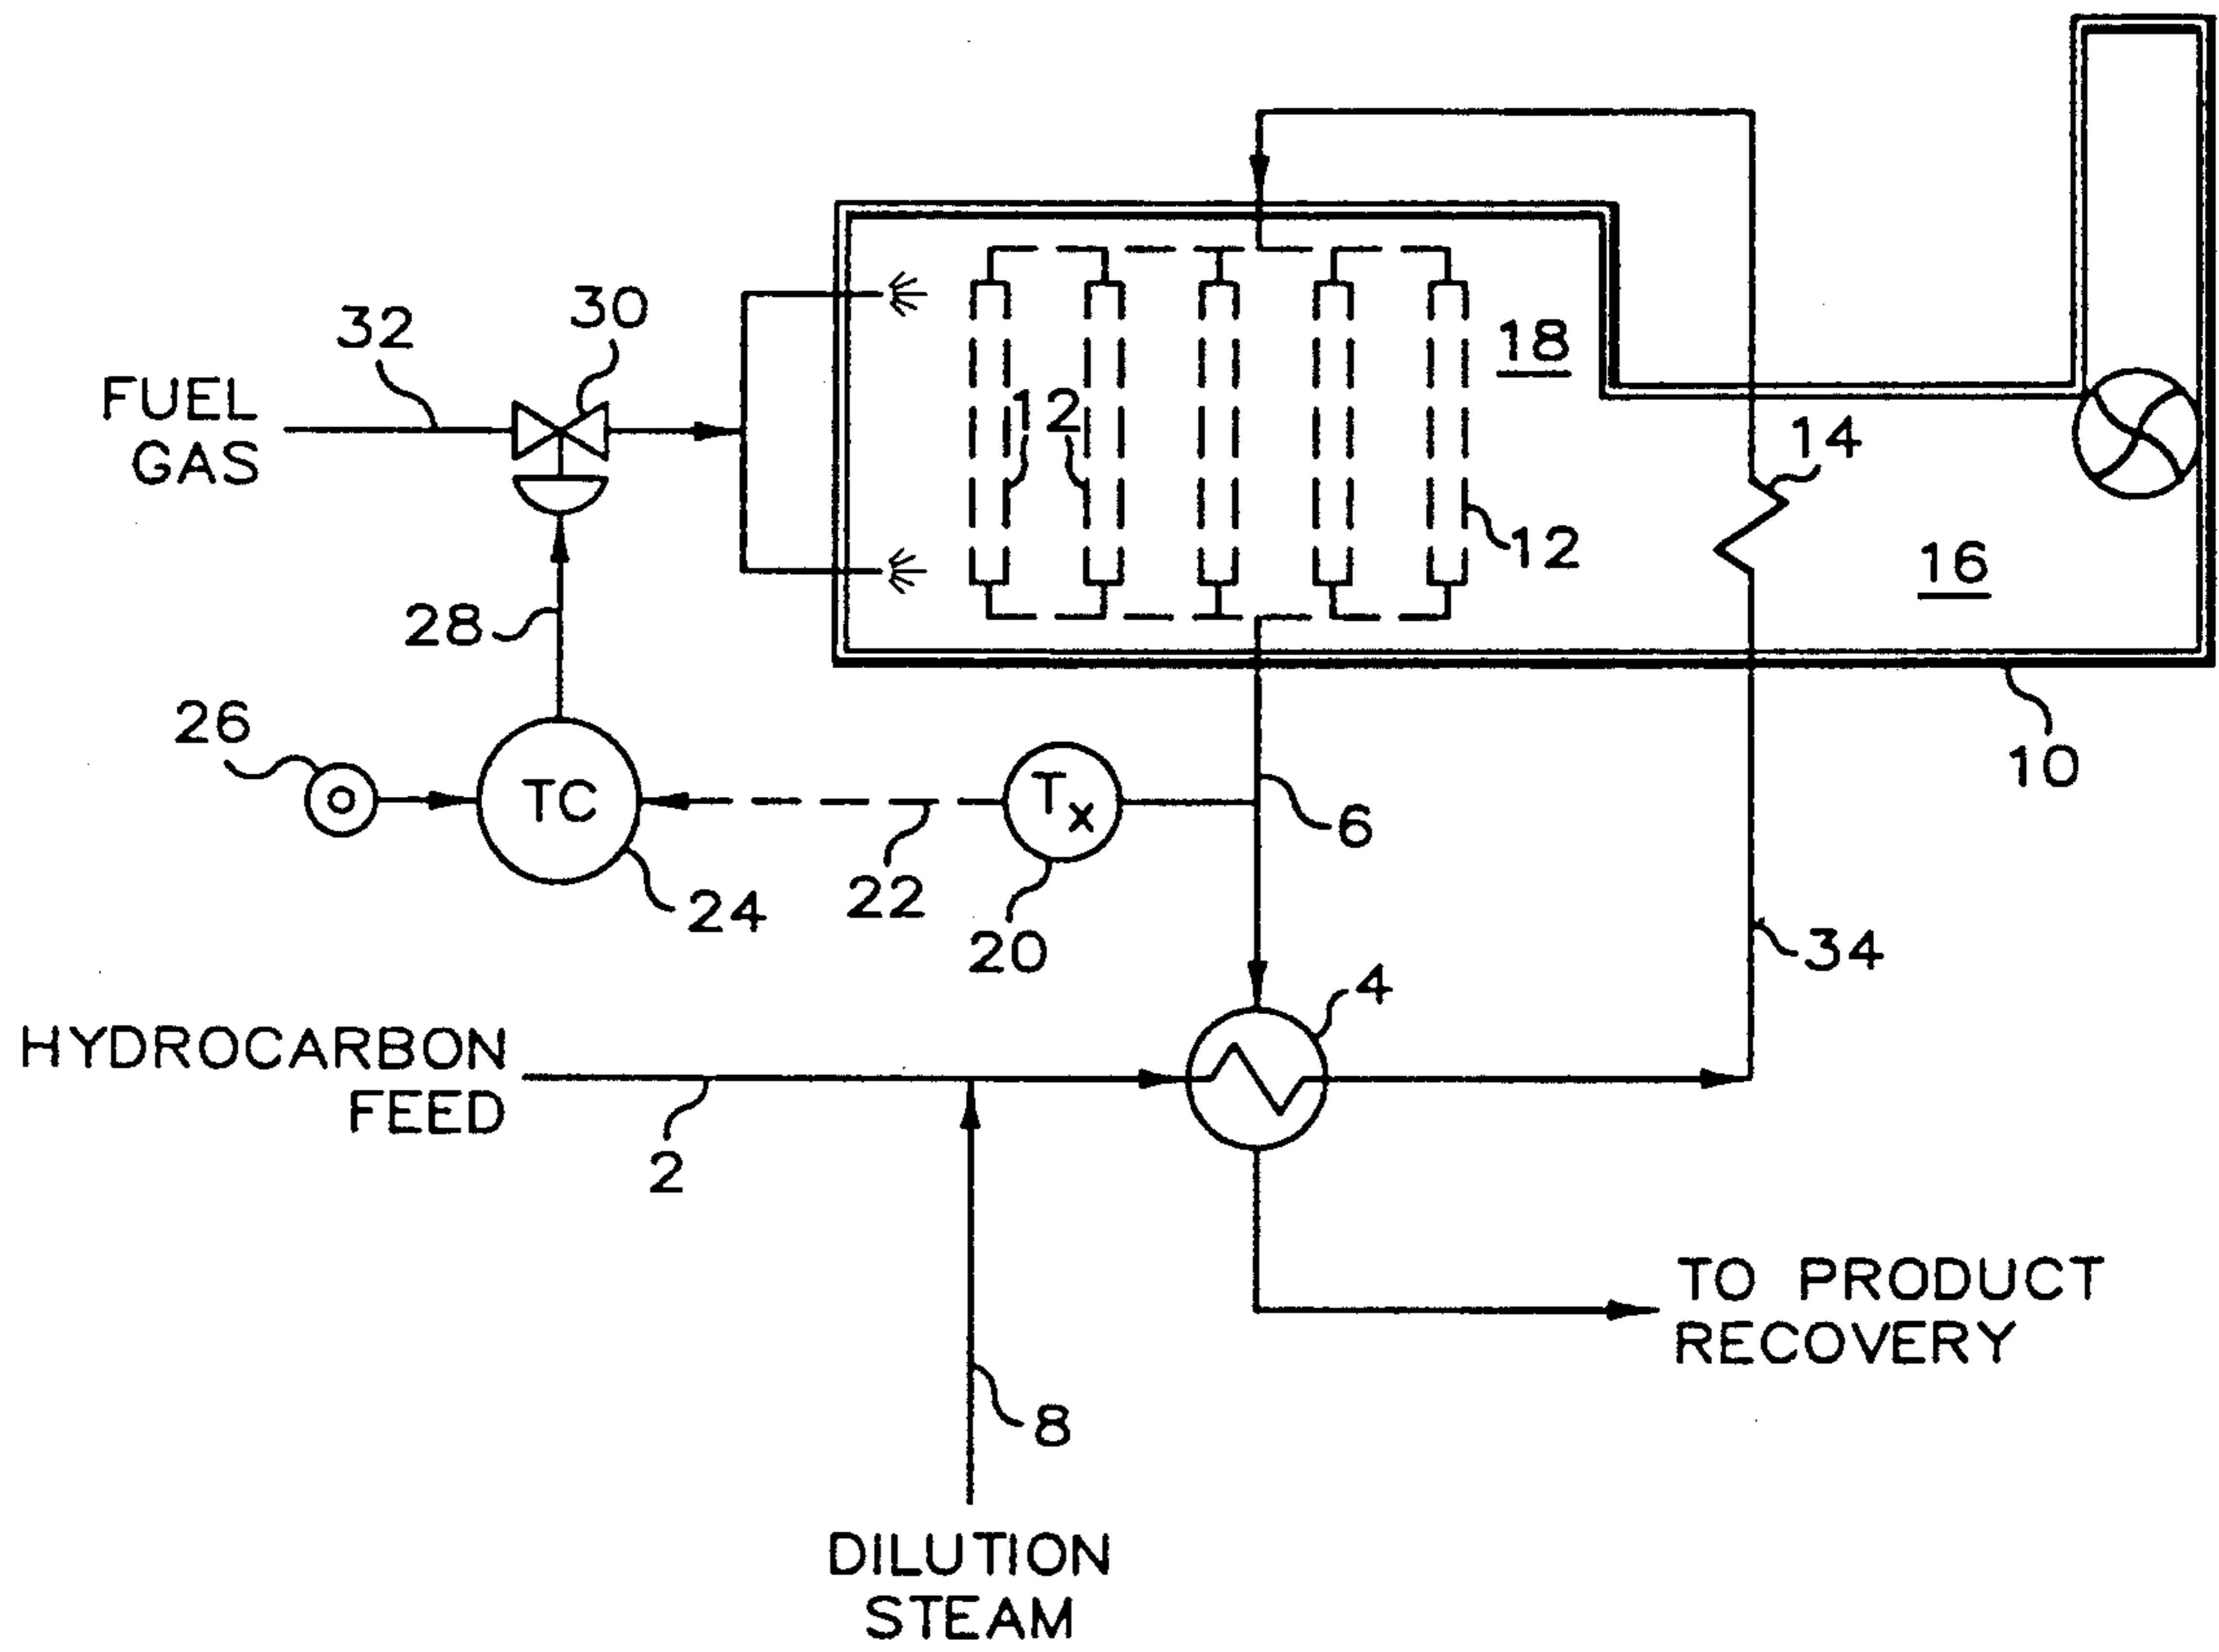 30
32
18
FUEL
GAS
12
14
12
16
28
26
10
TC
Tx
6
24
22
20
34
4
HYDROCARBON
FEED
2
TO PRODUCT
RECOVERY
8
DILUTION
STEAM